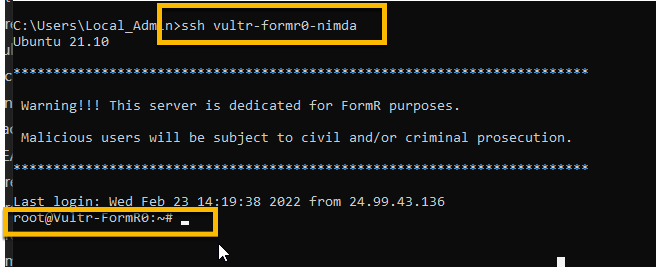 C:\Users\Local_Admin>ssh vultr-formr0-nimda
Ubuntu 21.10
*************************************************************************
Warning!!! This server is dedicated for FormR purposes.
Malicious users will be subject to civil and/or criminal prosecution.
*************************************************************************
Last login: Wed Feb 23 14:19:38 2022 from 24.99.43.136
root@Vultr-FormR0:~#